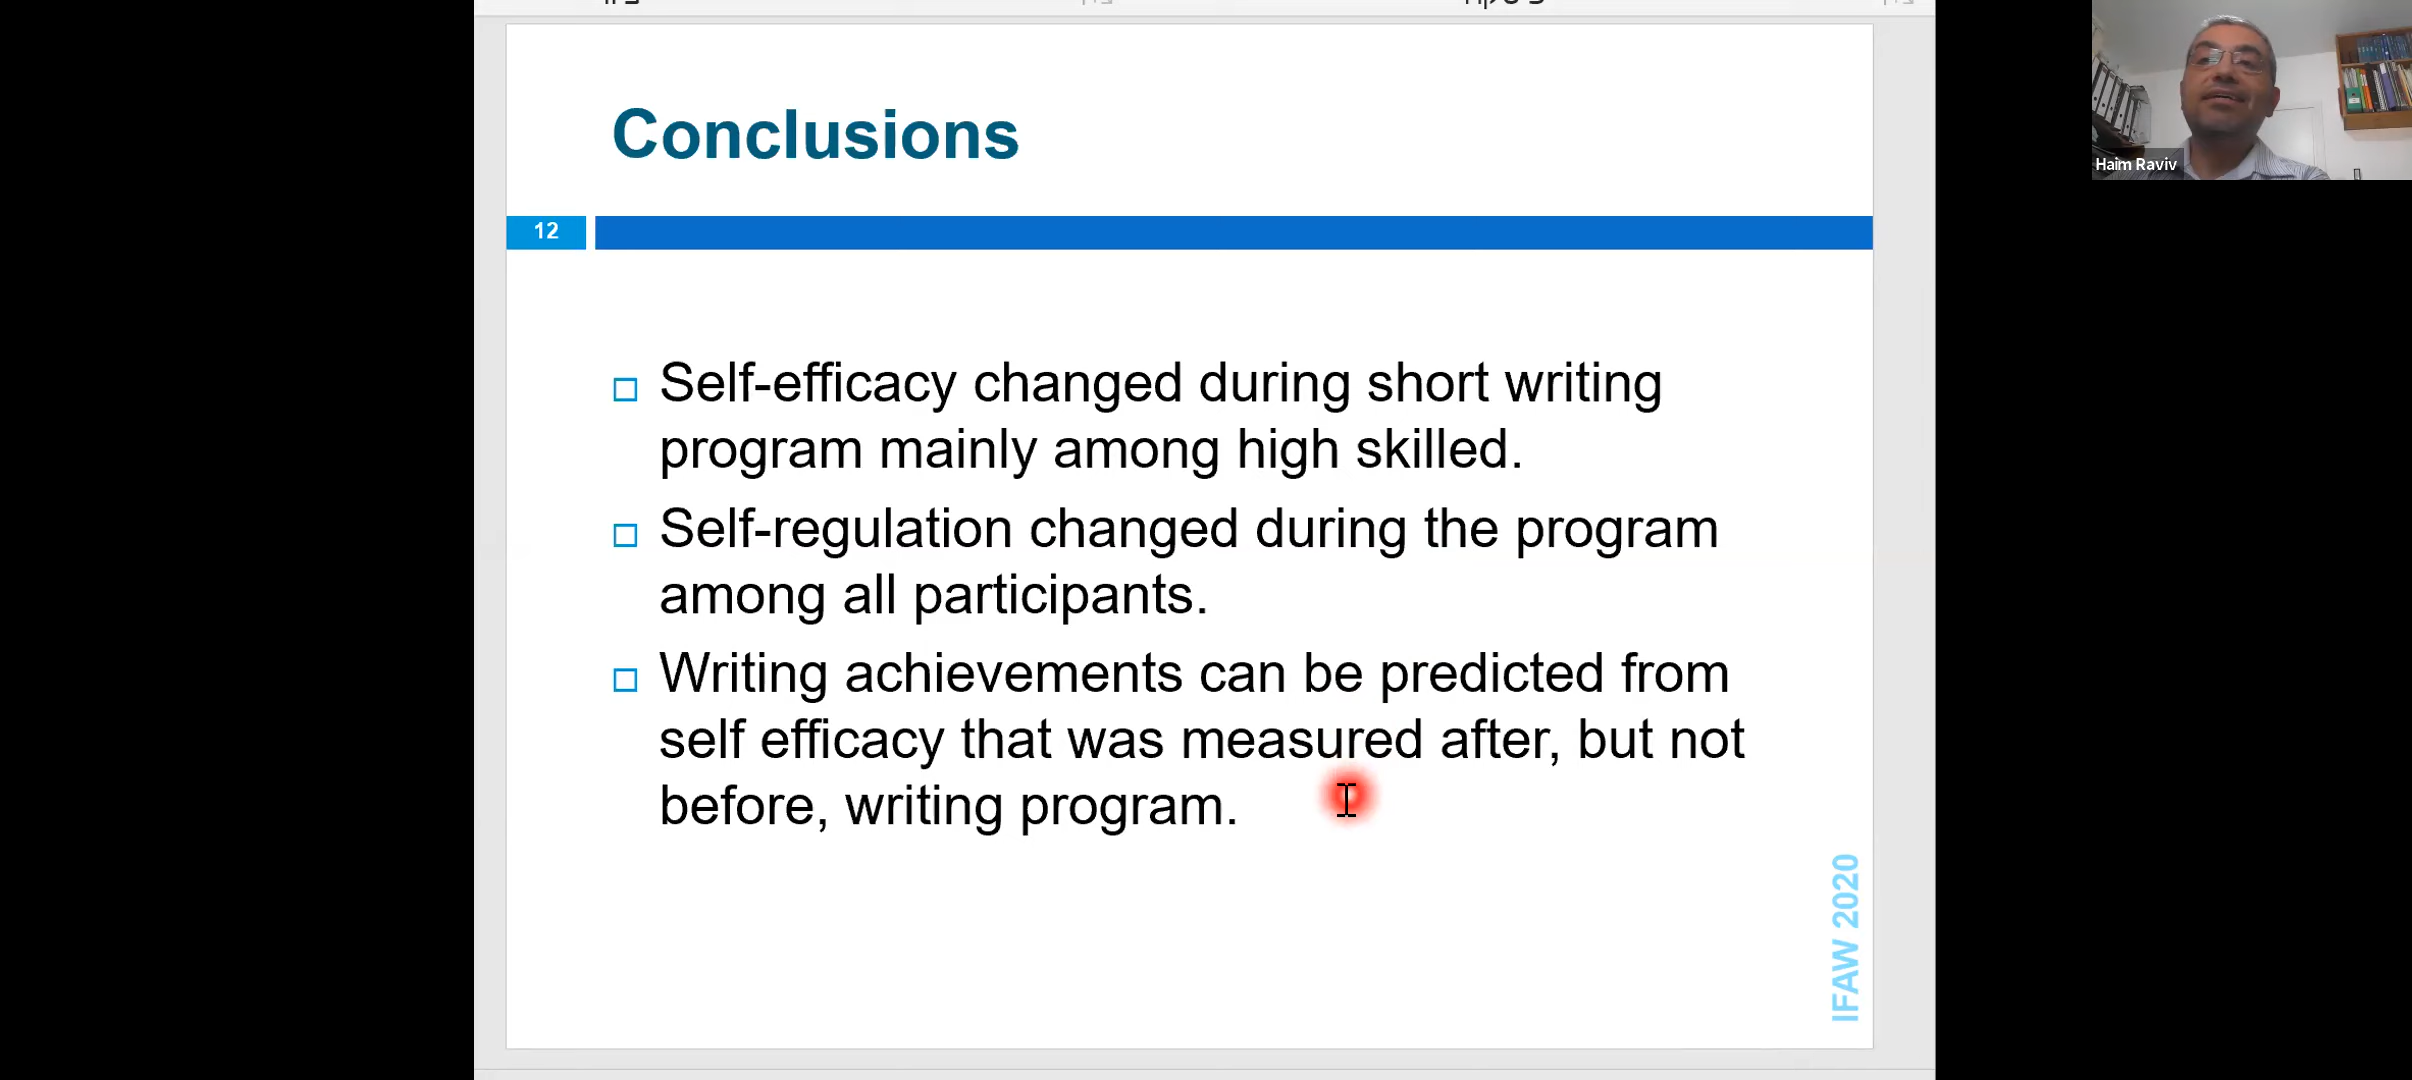 Conclusions
12
Self-efficacy changed during short writing
program mainly among high skilled.
Self-regulation changed during the program
among all participants.
Writing achievements can be predicted from
self efficacy that was measured after, but not
before, writing program.
IFAW 2020
Haim Raviv